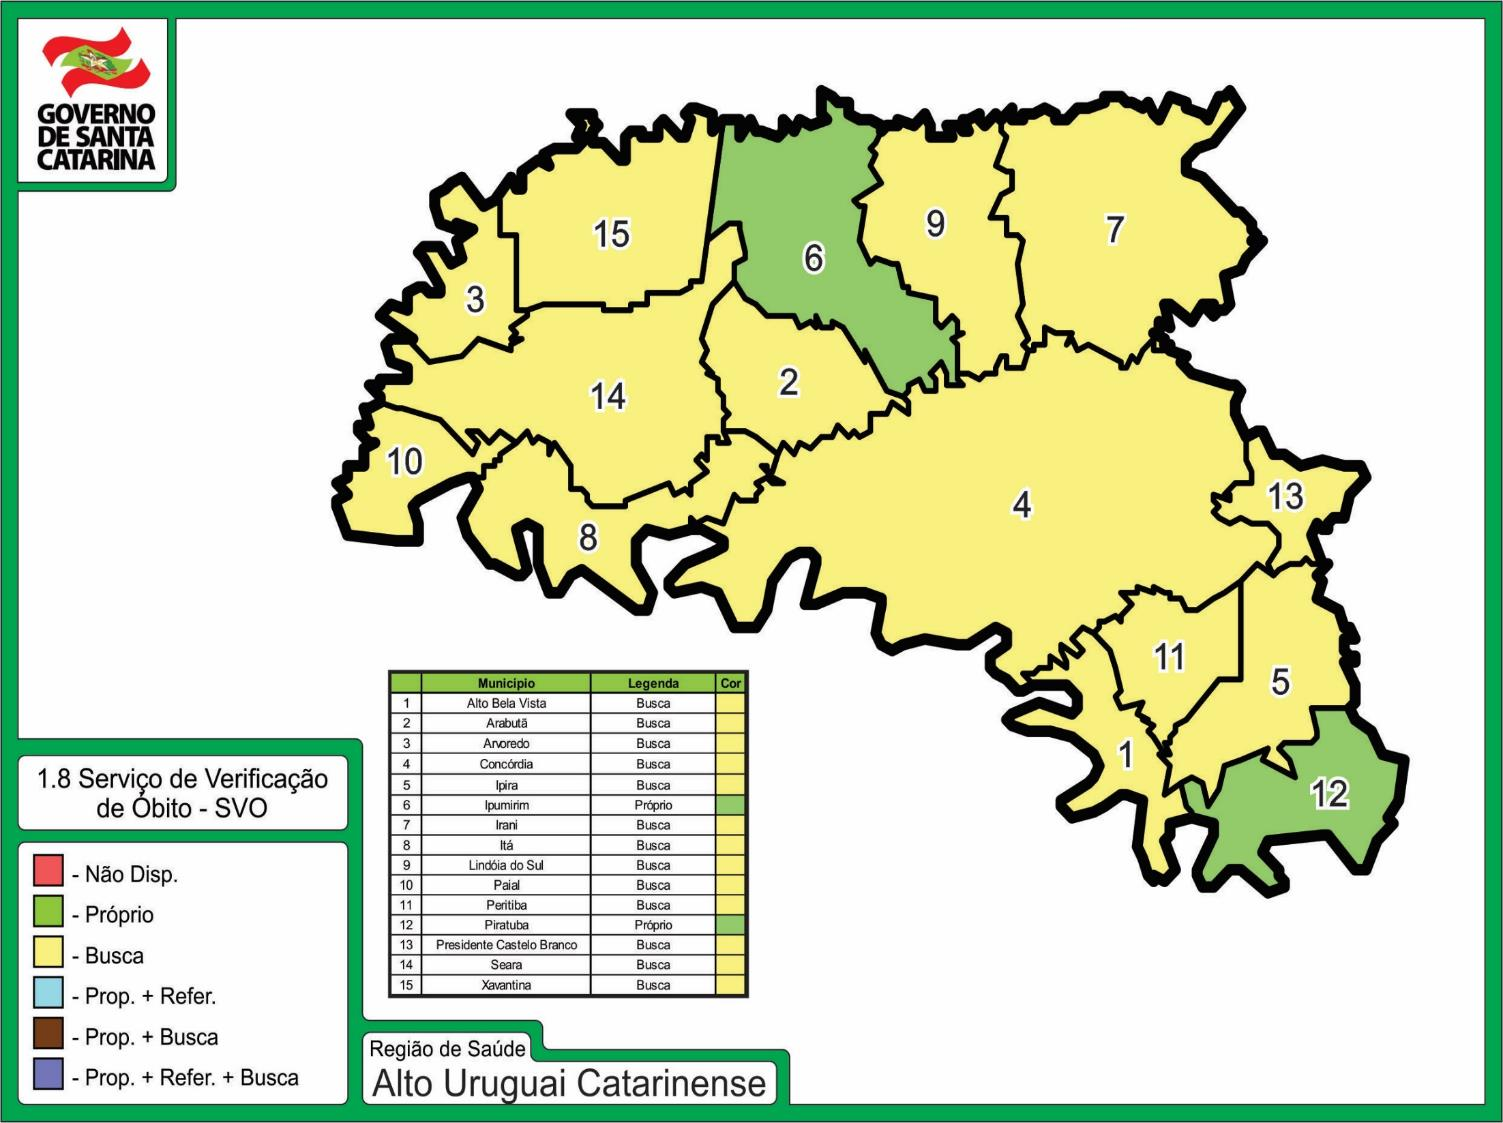 GOVERNO
DE SANTA
CATARINA
15
6
9
7
3
14
2
10
8
4
13
11
5
1
12
Município Legenda Cor
1 Alto Bela Vista Busca
2 Arabutã Busca
3 Arvoredo Busca
4 Concórdia Busca
5 Ipira Busca
6 Ipumirim Próprio
7 Irani Busca
8 Itá Busca
9 Lindóia do Sul Busca
10 Paial Busca
11 Peritiba Busca
12 Piratuba Próprio
13 Presidente Castelo Branco Busca
14 Seara Busca
15 Xavantina Busca
1.8 Serviço de Verificação
de Óbito - SVO
- Não Disp.
- Próprio
- Busca
- Prop. + Refer.
- Prop. + Busca
- Prop. + Refer. + Busca
Região de Saúde
Alto Uruguai Catarinense